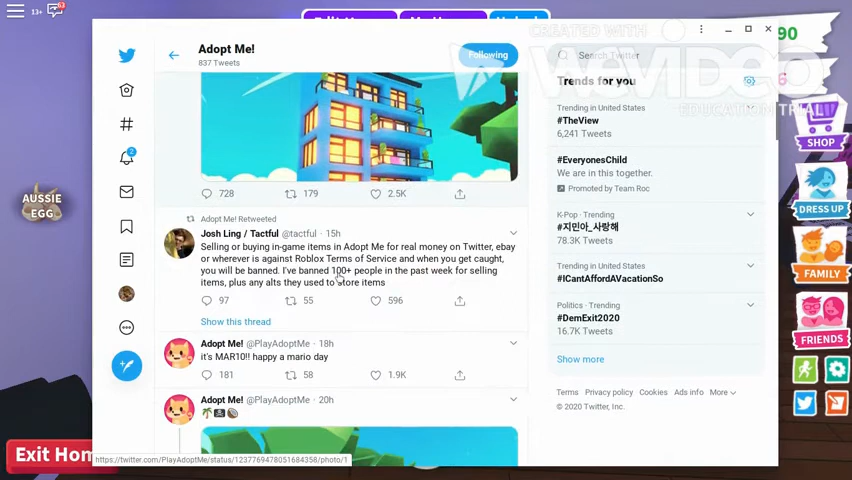 13+
63
CREATED WITH
WeVideo
EDUCATION TRIAL
90
Adopt Me!
837 Tweets
Following
Search Twitter
Trends for you
Trending in United States
#TheView
6,241 Tweets
#EveryonesChild
We are in this together.
Promoted by Team Roc
K-Pop · Trending
#지민아_사랑해
78.3K Tweets
Trending in United States
#ICantAffordAVacationSo
Politics · Trending
#DemExit2020
16.7K Tweets
Show more
Terms Privacy policy Cookies Ads info More
© 2020 Twitter, Inc.
2
728 179 2.5K
Adopt Me! Retweeted
Josh Ling / Tactful @tactful · 15h
Selling or buying in-game items in Adopt Me for real money on Twitter, ebay
or wherever is against Roblox Terms of Service and when you get caught,
you will be banned. I've banned 100+ people in the past week for selling
items, plus any alts they used to store items
97 55 596
Show this thread
Adopt Me! @PlayAdoptMe · 18h
it's MAR10!! happy a mario day
181 58 1.9K
Adopt Me! @PlayAdoptMe · 20h
https://twitter.com/PlayAdoptMe/status/1237769478051684358/photo/1
AUSSIE
EGG
SHOP
DRESS UP
FAMILY
FRIENDS
Exit Hom